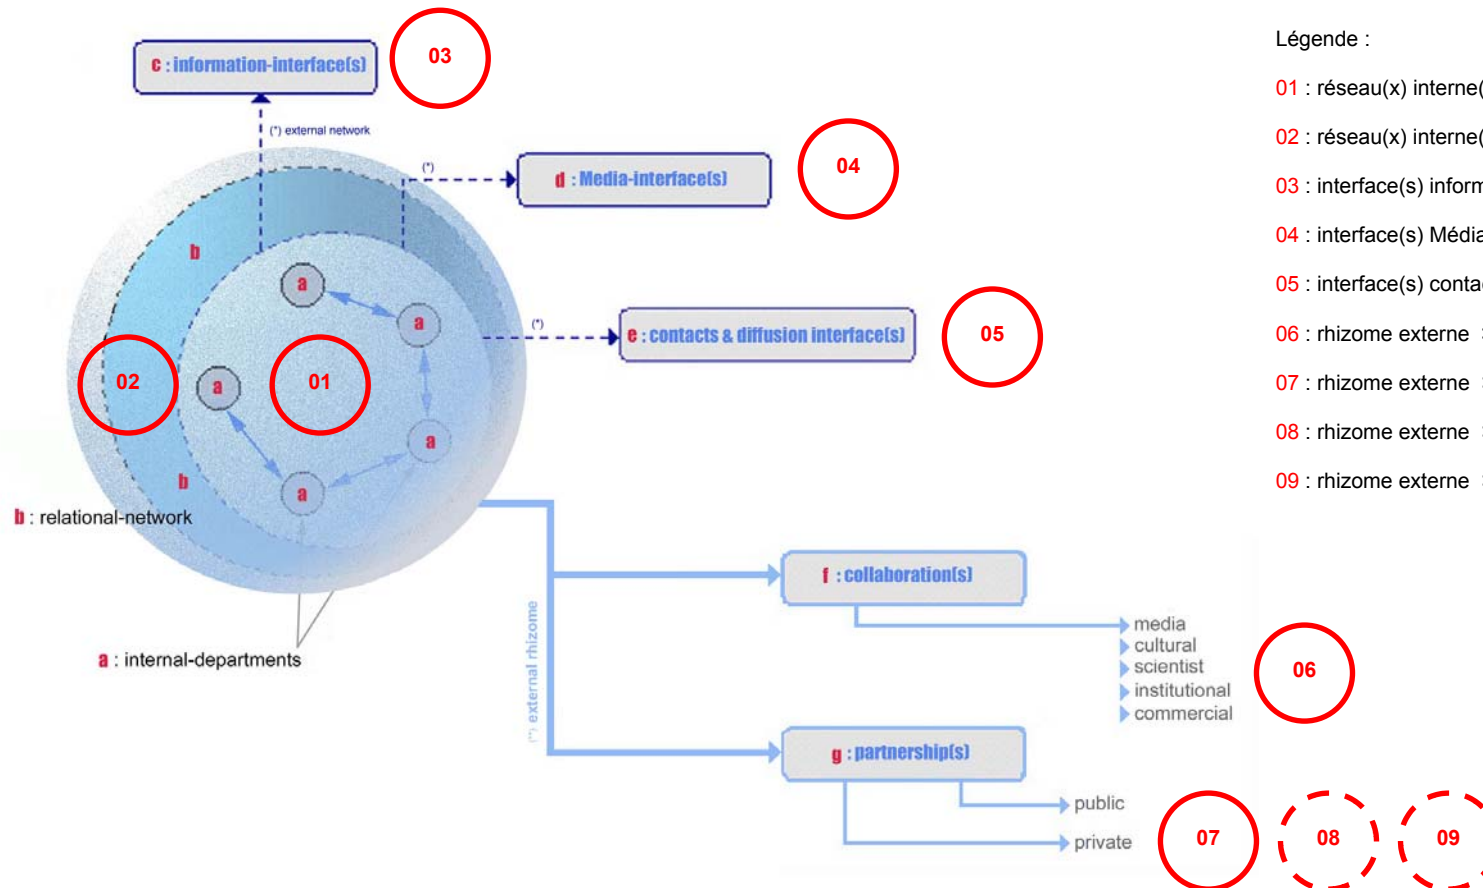 c : information-interface(s)
03
(*) external network
(*)
d : Media-interface(s)
04
b
a
a
(*)
e : contacts & diffusion interface(s)
05
02
a
01
a
b
a
b : relational-network
a : internal-departments
(**) external rhizome
f : collaboration(s)
media
cultural
scientist
institutional
commercial
06
g : partnership(s)
public
private
07
08
09
Légende :
01 : réseau(x) interne(
02 : réseau(x) interne(
03 : interface(s) inform
04 : interface(s) Média
05 : interface(s) conta
06 : rhizome externe
07 : rhizome externe
08 : rhizome externe
09 : rhizome externe